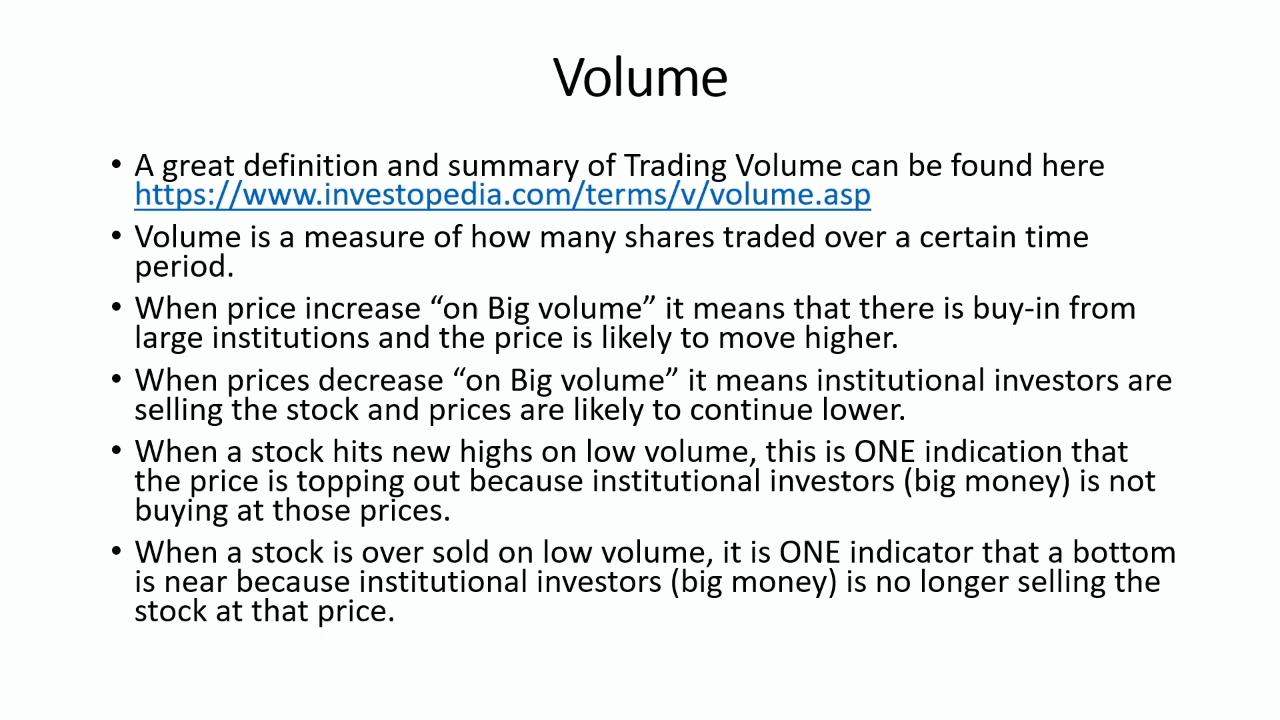 Volume
• A great definition and summary of Trading Volume can be found here
https://www.investopedia.com/terms/v/volume.asp
• Volume is a measure of how many shares traded over a certain time
period.
• When price increase “on Big volume” it means that there is buy-in from
large institutions and the price is likely to move higher.
• When prices decrease “on Big volume” it means institutional investors are
selling the stock and prices are likely to continue lower.
• When a stock hits new highs on low volume, this is ONE indication that
the price is topping out because institutional investors (big money) is not
buying at those prices.
• When a stock is over sold on low volume, it is ONE indicator that a bottom
is near because institutional investors (big money) is no longer selling the
stock at that price.